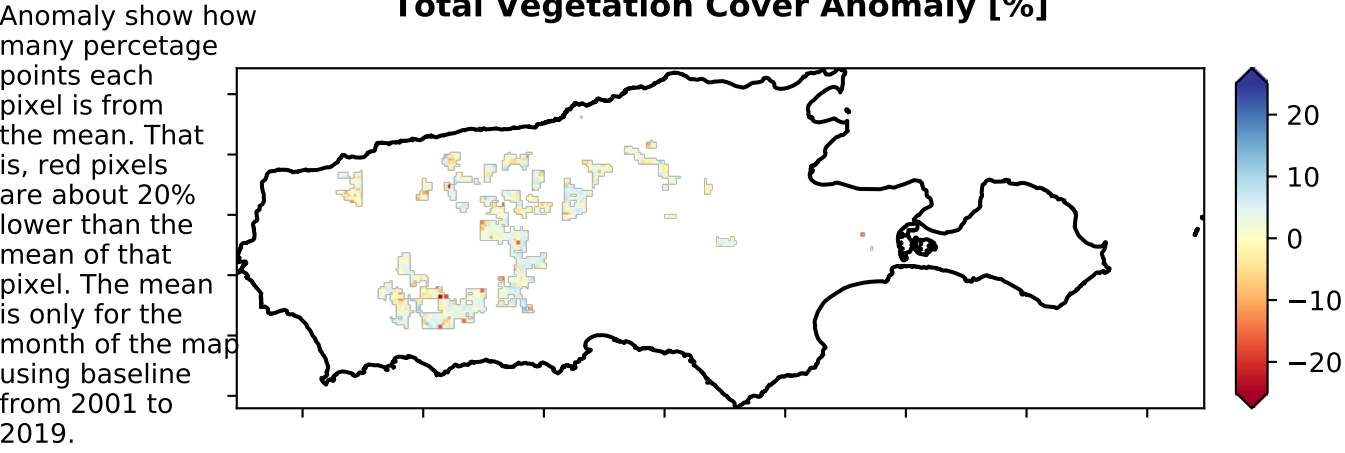 Total Vegetation Cover Anomaly [%]
Anomaly show how
many percetage
points each
pixel is from
the mean. That
is, red pixels
are about 20%
lower than the
mean of that
pixel. The mean
is only for the
month of the map
using baseline
from 2001 to
2019.
20
10
0
−10
−20